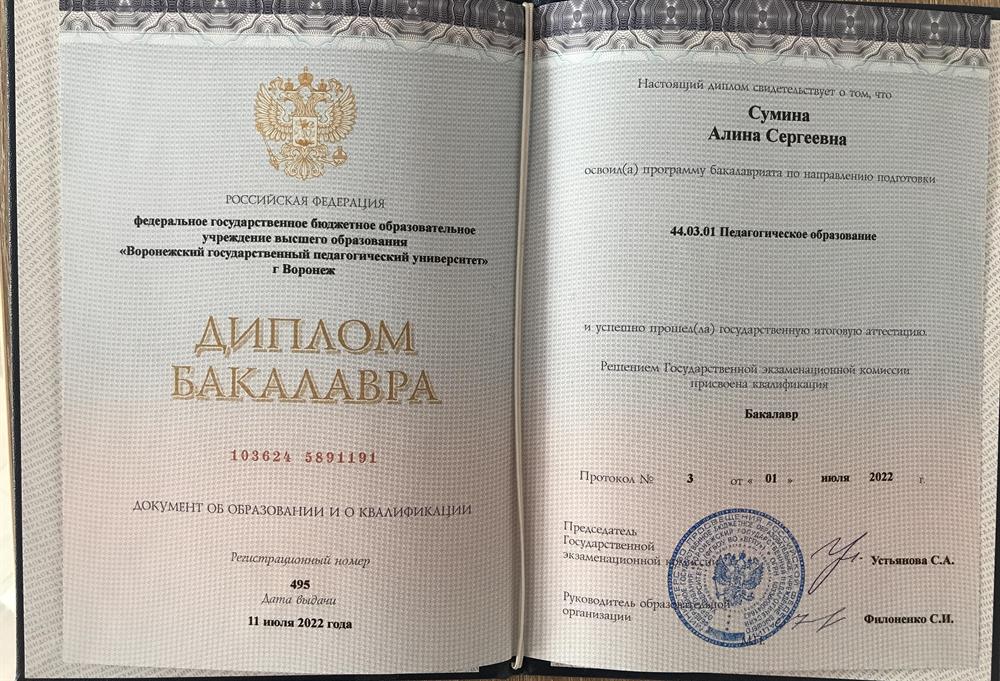 РОССИЙСКАЯ ФЕДЕРАЦИЯ
федеральное государственное бюджетное образовательное
учреждение высшего образования
«Воронежский государственный педагогический университет»
г Воронеж
ДИПЛОМ
БАКАЛАВРА
103624 5891191
ДОКУМЕНТ ОБ ОБРАЗОВАНИИ И О КВАЛИФИКАЦИИ
Регистрационный номер
495
Дата выдачи
11 июля 2022 года
Настоящий диплом свидетельствует о том, что
Сумина
Алина Сергеевна
освоил(а) программу бакалавриата по направлению подготовки
44.03.01 Педагогическое образование
и успешно прошел(ла) государственную итоговую аттестацию.
Решением Государственной экзаменационной комиссии
присвоена квалификация
Бакалавр
Протокол № 3 от « 01 » июля 2022 г.
Председатель
Государственной
экзаменационной комиссии
Устьянова С.А.
Руководитель образовательной
организации
Филоненко С.И.
М.П.